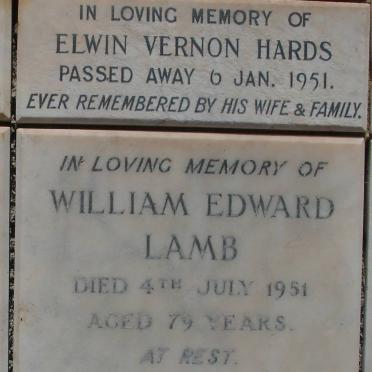 IN LOVING MEMORY OF
ELWIN VERNON HARDS
PASSED AWAY 6 JAN. 1951.
EVER REMEMBERED BY HIS WIFE & FAMILY.
IN LOVING MEMORY OF
WILLIAM EDWARD
LAMB
DIED 4TH JULY 1951
AGED 79 YEARS.
AT REST.